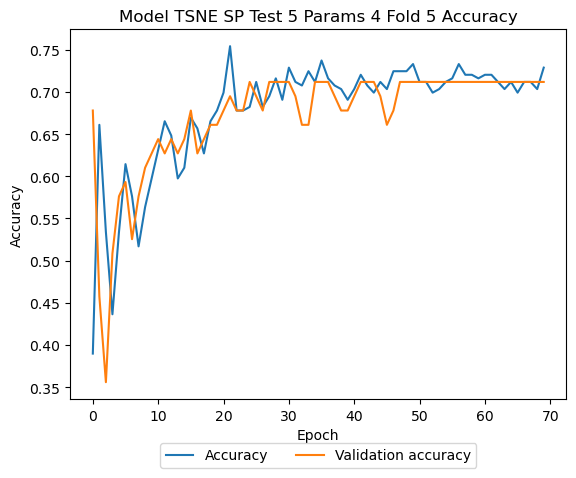 Model TSNE SP Test 5 Params 4 Fold 5 Accuracy
Accuracy
0.75
0.70
0.65
0.60
0.55
0.50
0.45
0.40
0.35
0 10 20 30 40 50 60 70
Epoch
Accuracy Validation accuracy